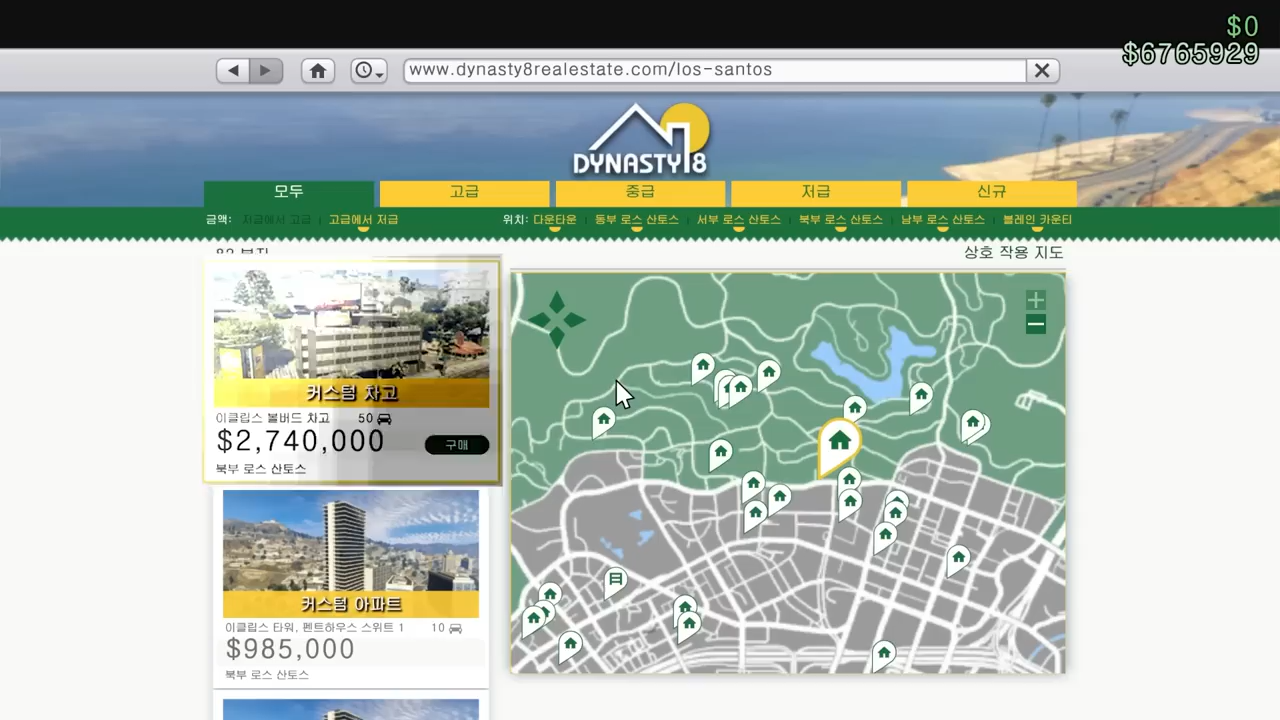 $0
$6765929
www.dynasty8realestate.com/los-santos
DYNASTY 8
모두 고급 중급 저급 신규
금액: 저급에서 고급 | 고급에서 저급 위치: 다운타운 | 동부 로스 산토스 | 서부 로스 산토스 | 북부 로스 산토스 | 남부 로스 산토스 | 블레인 카운티
상호 작용 지도
커스텀 차고
이클립스 볼버드 차고 50
$2,740,000 구매
북부 로스 산토스
커스텀 아파트
이클립스 타워, 펜트하우스 스위트 1 10
$985,000
북부 로스 산토스